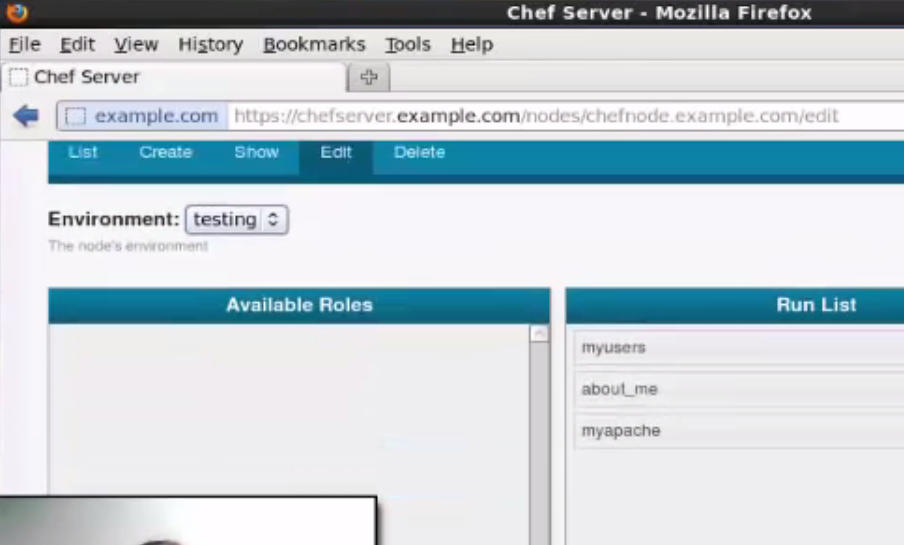 Chef Server - Mozilla Firefox
File Edit View History Bookmarks Tools Help
Chef Server
example.com https://chefserver.example.com/nodes/chefnode.example.com/edit
List Create Show Edit Delete
Environment: testing
The node's environment
Available Roles
Run List
myusers
about_me
myapache